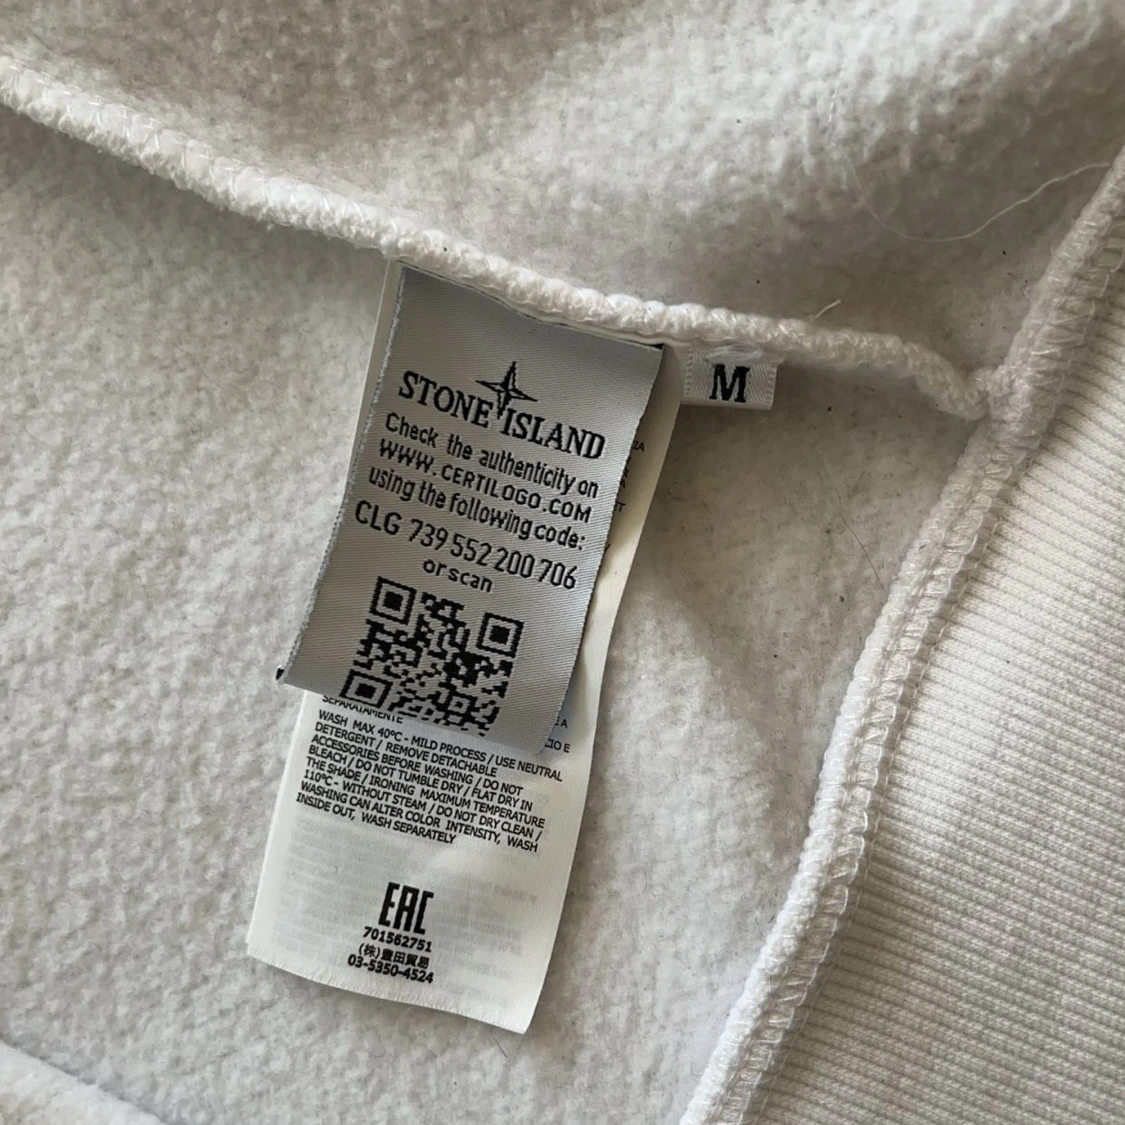 STONE ISLAND
Check the authenticity on
WWW.CERTILOGO.COM
using the following code:
CLG 739 552 200 706
or scan
M
SEPARATAMENTE
WASH MAX 40°C - MILD PROCESS / USE NEUTRAL
DETERGENT / REMOVE DETACHABLE
ACCESSORIES BEFORE WASHING / DO NOT
BLEACH / DO NOT TUMBLE DRY / FLAT DRY IN
THE SHADE / IRONING MAXIMUM TEMPERATURE
110°C - WITHOUT STEAM / DO NOT DRY CLEAN /
WASHING CAN ALTER COLOR INTENSITY, WASH
INSIDE OUT, WASH SEPARATELY
EAC
701562751
(株)豊田貿易
03-5350-4524